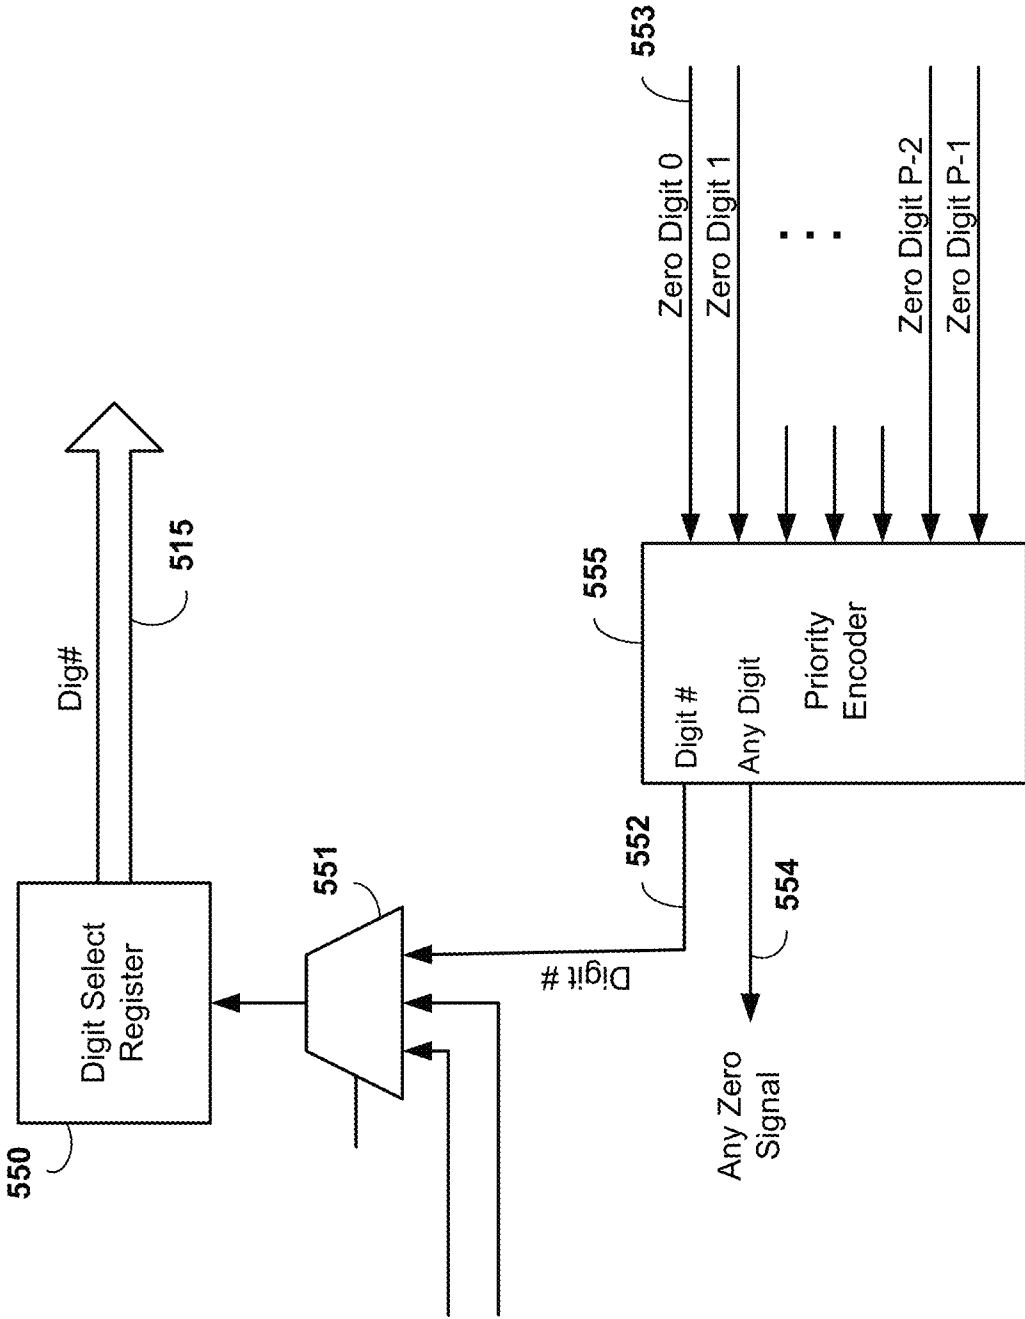 550
Digit Select
Register
Dig#
515
551
Digit #
552
554
Any Zero
Signal
555
Digit #
Any Digit
Priority
Encoder
553
Zero Digit 0
Zero Digit 1
. . .
Zero Digit P-2
Zero Digit P-1